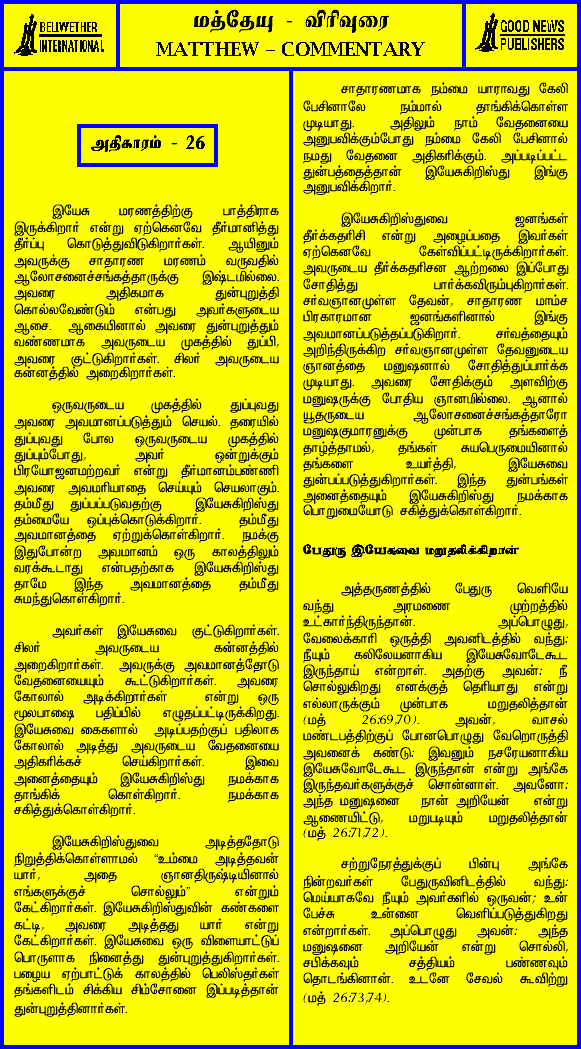 BELLWETHER
INTERNATIONAL
மத்தேயு - விரிவுரை
MATTHEW – COMMENTARY
GOOD NEWS
PUBLISHERS
அதிகாரம் - 26
இயேசு மரணத்திற்கு பாத்திராக
இருக்கிறார் என்று ஏற்கெனவே தீர்மானித்து
தீர்ப்பு கொடுத்துவிடுகிறார்கள். ஆயினும்
அவருக்கு சாதாரண மரணம் வருவதில்
ஆலோசனைச்சங்கத்தாருக்கு இஷ்டமில்லை.
அவரை அதிகமாக துன்புறுத்தி
கொல்லவேண்டும் என்பது அவர்களுடைய
ஆசை. ஆகையினால் அவரை துன்புறுத்தும்
வண்ணமாக அவருடைய முகத்தில் துப்பி,
அவரை குட்டுகிறார்கள். சிலர் அவருடைய
கன்னத்தில் அறைகிறார்கள்.
ஒருவருடைய முகத்தில் துப்புவது
அவரை அவமானப்படுத்தும் செயல். தரையில்
துப்புவது போல ஒருவருடைய முகத்தில்
துப்பும்போது, அவர் ஒன்றுக்கும்
பிரயோஜனமற்றவர் என்று தீர்மானம்பண்ணி
அவரை அவமரியாதை செய்யும் செயலாகும்.
தம்மீது துப்பப்படுவதற்கு இயேசுகிறிஸ்து
தம்மையே ஒப்புக்கொடுக்கிறார். தம்மீது
அவமானத்தை ஏற்றுக்கொள்கிறார். நமக்கு
இதுபோன்ற அவமானம் ஒரு காலத்திலும்
வரக்கூடாது என்பதற்காக இயேசுகிறிஸ்து
தாமே இந்த அவமானத்தை தம்மீது
சுமந்துகொள்கிறார்.
அவர்கள் இயேசுவை குட்டுகிறார்கள்.
சிலர் அவருடைய கன்னத்தில்
அறைகிறார்கள். அவருக்கு அவமானத்தோடு
வேதனையையும் கூட்டுகிறார்கள். அவரை
கோலால் அடிக்கிறார்கள் என்று ஒரு
மூலபாஷை பதிப்பில் எழுதப்பட்டிருக்கிறது.
இயேசுவை கைகளால் அடிப்பதற்குப் பதிலாக
கோலால் அடித்து அவருடைய வேதனையை
அதிகரிக்கச் செய்கிறார்கள். இவை
அனைத்தையும் இயேசுகிறிஸ்து நமக்காக
தாங்கிக் கொள்கிறார். நமக்காக
சகித்துக்கொள்கிறார்.
இயேசுகிறிஸ்துவை அடித்ததோடு
நிறுத்திக்கொள்ளாமல் “உம்மை அடித்தவன்
யார், அதை ஞானதிருஷ்டியினால்
எங்களுக்குச் சொல்லும்” என்றும்
கேட்கிறார்கள். இயேசுகிறிஸ்துவின் கண்களை
கட்டி, அவரை அடித்தது யார் என்று
கேட்கிறார்கள். இயேசுவை ஒரு விளையாட்டுப்
பொருளாக நினைத்து துன்புறுத்துகிறார்கள்.
பழைய ஏற்பாட்டுக் காலத்தில் பெலிஸ்தர்கள்
தங்களிடம் சிக்கிய சிம்சோனை இப்படித்தான்
துன்புறுத்தினார்கள்.
சாதாரணமாக நம்மை யாராவது கேலி
பேசினாலே நம்மால் தாங்கிக்கொள்ள
முடியாது. அதிலும் நாம் வேதனையை
அனுபவிக்கும்போது நம்மை கேலி பேசினால்
நமது வேதனை அதிகரிக்கும். அப்படிப்பட்ட
துன்பத்தைத்தான் இயேசுகிறிஸ்து இங்கு
அனுபவிக்கிறார்.
இயேசுகிறிஸ்துவை ஜனங்கள்
தீர்க்கதரிசி என்று அழைப்பதை இவர்கள்
ஏற்கெனவே கேள்விப்பட்டிருக்கிறார்கள்.
அவருடைய தீர்க்கதரிசன ஆற்றலை இப்போது
சோதித்து பார்க்கவிரும்புகிறார்கள்.
சர்வஞானமுள்ள தேவன், சாதாரண மாம்ச
பிரகாரமான ஜனங்களினால் இங்கு
அவமானப்படுத்தப்படுகிறார். சர்வத்தையும்
அறிந்திருக்கிற சர்வஞானமுள்ள தேவனுடைய
ஞானத்தை மனுஷனால் சோதித்துப்பார்க்க
முடியாது. அவரை சோதிக்கும் அளவிற்கு
மனுஷருக்கு போதிய ஞானமில்லை. ஆனால்
யூதருடைய ஆலோசனைச்சங்கத்தாரோ
மனுஷகுமாரனுக்கு முன்பாக தங்களைத்
தாழ்த்தாமல், தங்கள் சுயபெருமையினால்
தங்களை உயர்த்தி, இயேசுவை
துன்பப்படுத்துகிறார்கள். இந்த துன்பங்கள்
அனைத்தையும் இயேசுகிறிஸ்து நமக்காக
பொறுமையோடு சகித்துக்கொள்கிறார்.
பேதுரு இயேசுவை மறுதலிக்கிறான்
அத்தருணத்தில் பேதுரு வெளியே
வந்து அரமணை முற்றத்தில்
உட்கார்ந்திருந்தான். அப்பொழுது,
வேலைக்காரி ஒருத்தி அவனிடத்தில் வந்து:
நீயும் கலிலேயனாகிய இயேசுவோடேகூட
இருந்தாய் என்றாள். அதற்கு அவன்: நீ
சொல்லுகிறது எனக்குத் தெரியாது என்று
எல்லாருக்கும் முன்பாக மறுதலித்தான்
(மத் 26:69,70). அவன், வாசல்
மண்டபத்திற்குப் போனபொழுது வேறொருத்தி
அவனைக் கண்டு: இவனும் நசரேயனாகிய
இயேசுவோடேகூட இருந்தான் என்று அங்கே
இருந்தவர்களுக்குச் சொன்னாள். அவனோ:
அந்த மனுஷனை நான் அறியேன் என்று
ஆணையிட்டு, மறுபடியும் மறுதலித்தான்
(மத் 26:71,72).
சற்றுநேரத்துக்குப் பின்பு அங்கே
நின்றவர்கள் பேதுருவினிடத்தில் வந்து:
மெய்யாகவே நீயும் அவர்களில் ஒருவன்; உன்
பேச்சு உன்னை வெளிப்படுத்துகிறது
என்றார்கள். அப்பொழுது அவன்: அந்த
மனுஷனை அறியேன் என்று சொல்லி,
சபிக்கவும் சத்தியம் பண்ணவும்
தொடங்கினான். உடனே சேவல் கூவிற்று
(மத் 26:73,74).